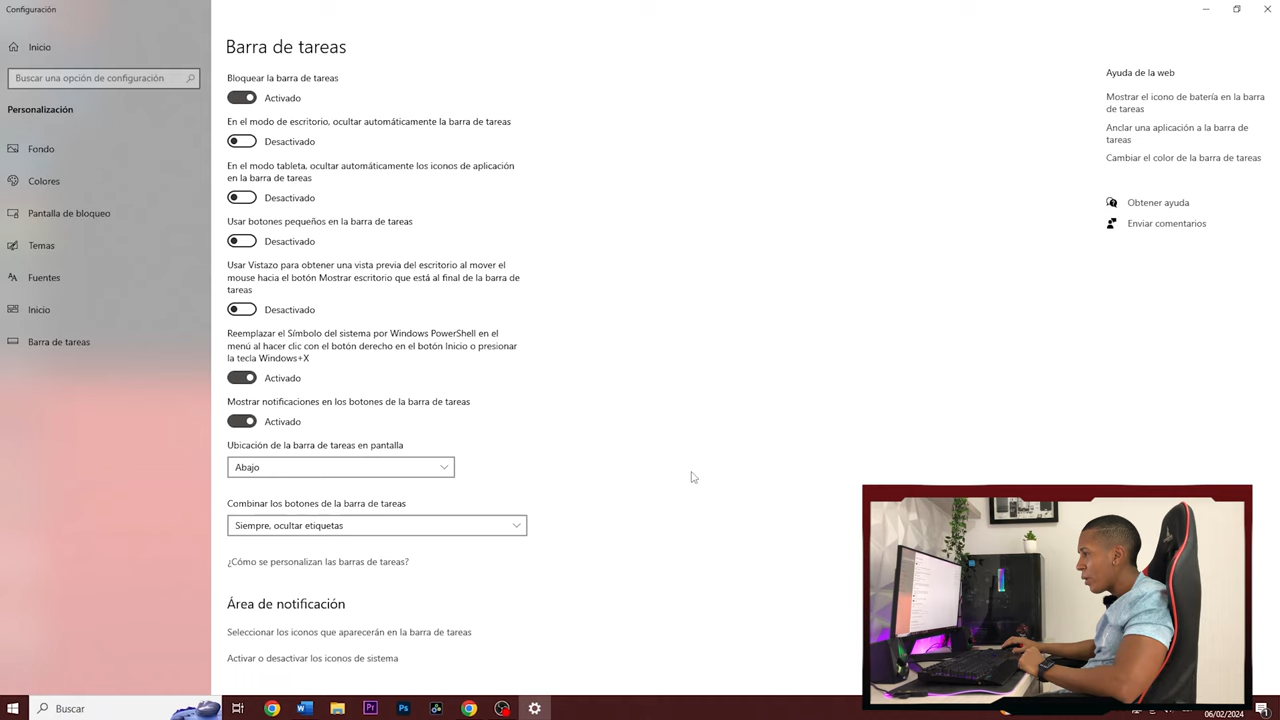 Configuración
Inicio
Buscar una opción de configuración
Personalización
Fondo
Colores
Pantalla de bloqueo
Temas
Fuentes
Inicio
Barra de tareas
Barra de tareas
Bloquear la barra de tareas
Activado
En el modo de escritorio, ocultar automáticamente la barra de tareas
Desactivado
En el modo tableta, ocultar automáticamente los iconos de aplicación
en la barra de tareas
Desactivado
Usar botones pequeños en la barra de tareas
Desactivado
Usar Vistazo para obtener una vista previa del escritorio al mover el
mouse hacia el botón Mostrar escritorio que está al final de la barra de
tareas
Desactivado
Reemplazar el Símbolo del sistema por Windows PowerShell en el
menú al hacer clic con el botón derecho en el botón Inicio o presionar
la tecla Windows+X
Activado
Mostrar notificaciones en los botones de la barra de tareas
Activado
Ubicación de la barra de tareas en pantalla
Abajo
Combinar los botones de la barra de tareas
Siempre, ocultar etiquetas
¿Cómo se personalizan las barras de tareas?
Área de notificación
Seleccionar los iconos que aparecerán en la barra de tareas
Activar o desactivar los iconos de sistema
Ayuda de la web
Mostrar el icono de batería en la barra
de tareas
Anclar una aplicación a la barra de
tareas
Cambiar el color de la barra de tareas
Obtener ayuda
Enviar comentarios
Buscar
W
Pr
Ps
06/02/2024